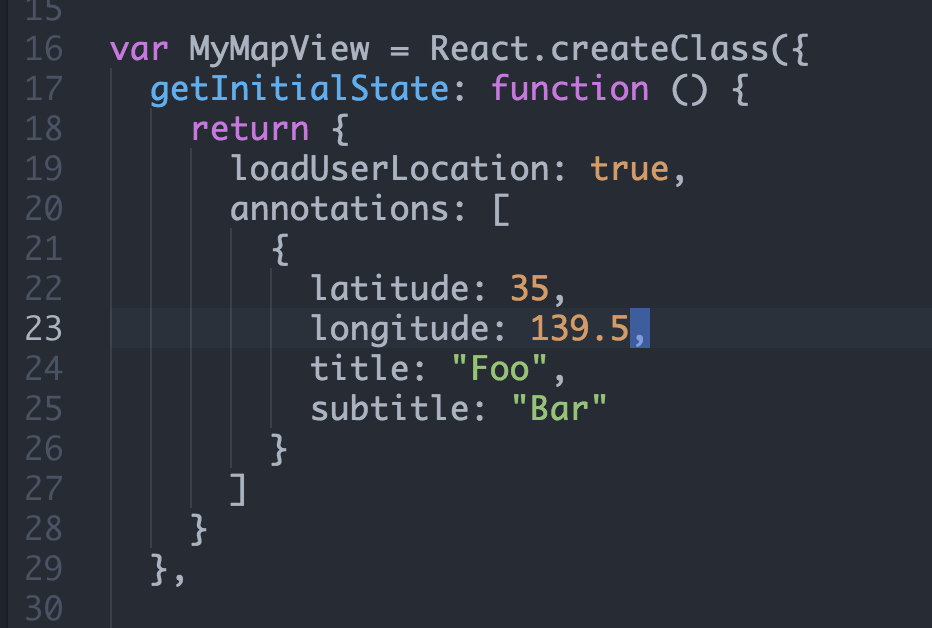 15
16 var MyMapView = React.createClass({
17   getInitialState: function () {
18     return {
19       loadUserLocation: true,
20       annotations: [
21         {
22           latitude: 35,
23           longitude: 139.5,
24           title: "Foo",
25           subtitle: "Bar"
26         }
27       ]
28     }
29   },
30